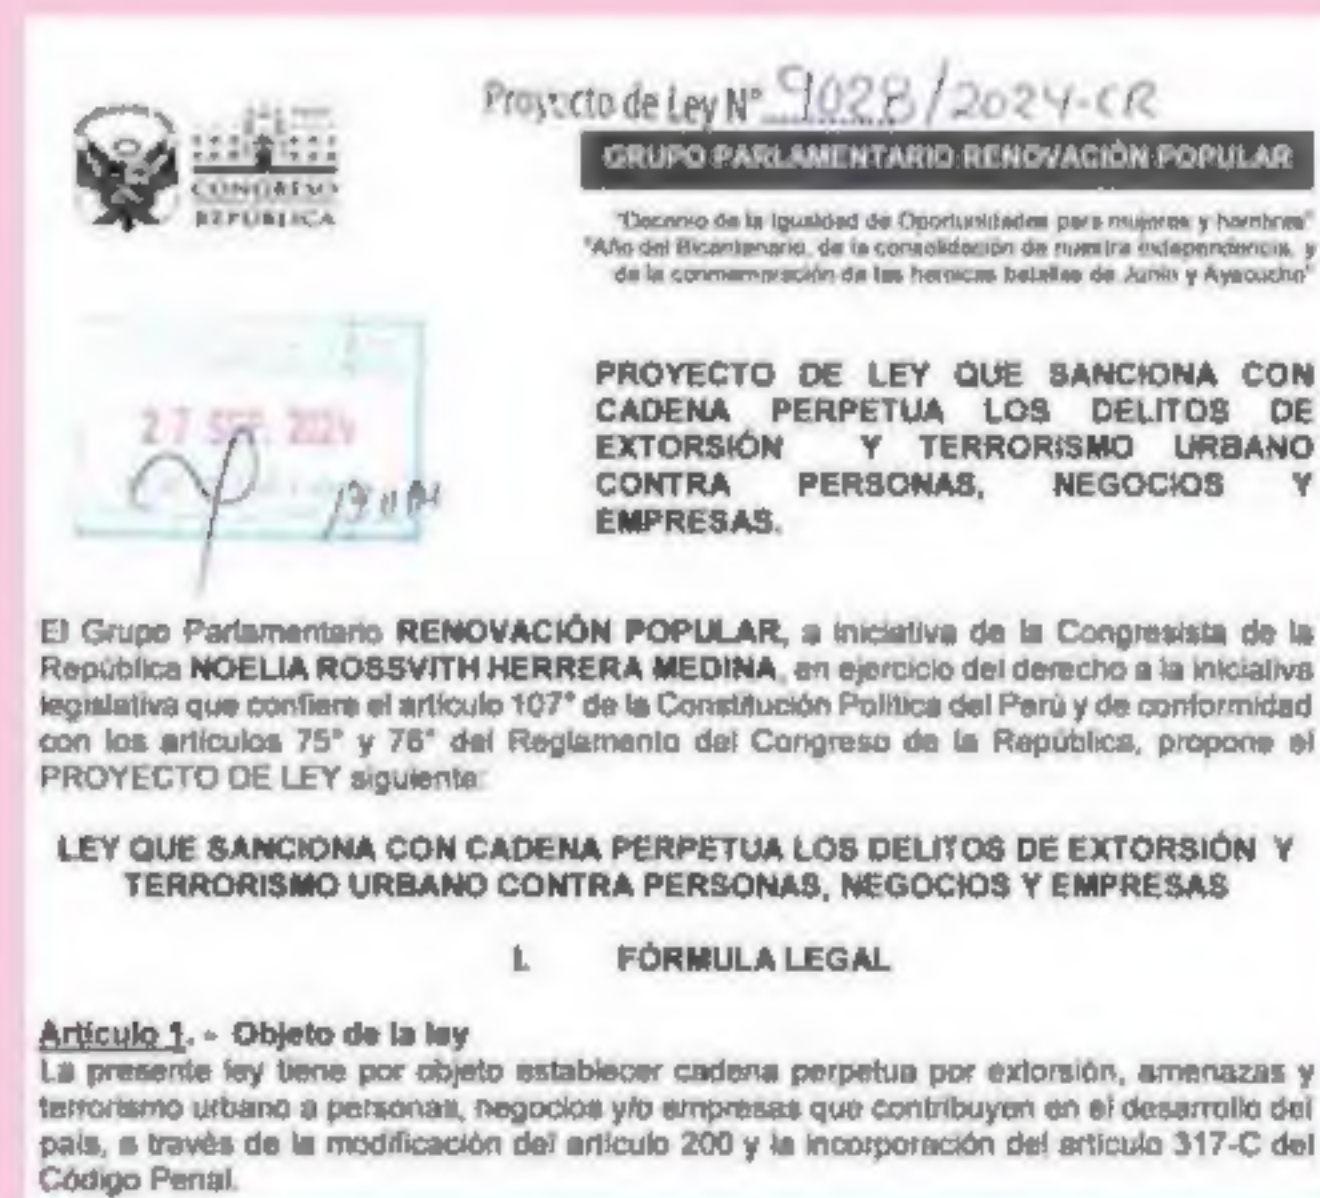 CONGRESO
REPÚBLICA
Proyecto de Ley N° 9028/2024-CR
GRUPO PARLAMENTARIO RENOVACIÓN POPULAR
"Decenio de la Igualdad de Oportunidades para mujeres y hombres"
"Año del Bicentenario, de la consolidación de nuestra independencia, y
de la conmemoración de las heroicas batallas de Junín y Ayacucho"
27 SEP. 2024
PROYECTO DE LEY QUE SANCIONA CON
CADENA PERPETUA LOS DELITOS DE
EXTORSIÓN Y TERRORISMO URBANO
CONTRA PERSONAS, NEGOCIOS Y
EMPRESAS.
El Grupo Parlamentario RENOVACIÓN POPULAR, a iniciativa de la Congresista de la
República NOELIA ROSSVITH HERRERA MEDINA, en ejercicio del derecho a la iniciativa
legislativa que confiere el artículo 107° de la Constitución Política del Perú y de conformidad
con los artículos 75° y 76° del Reglamento del Congreso de la República, propone el
PROYECTO DE LEY siguiente:
LEY QUE SANCIONA CON CADENA PERPETUA LOS DELITOS DE EXTORSIÓN Y
TERRORISMO URBANO CONTRA PERSONAS, NEGOCIOS Y EMPRESAS
I. FÓRMULA LEGAL
Artículo 1. - Objeto de la ley
La presente ley tiene por objeto establecer cadena perpetua por extorsión, amenazas y
terrorismo urbano a personas, negocios y/o empresas que contribuyen en el desarrollo del
país, a través de la modificación del artículo 200 y la incorporación del artículo 317-C del
Código Penal.